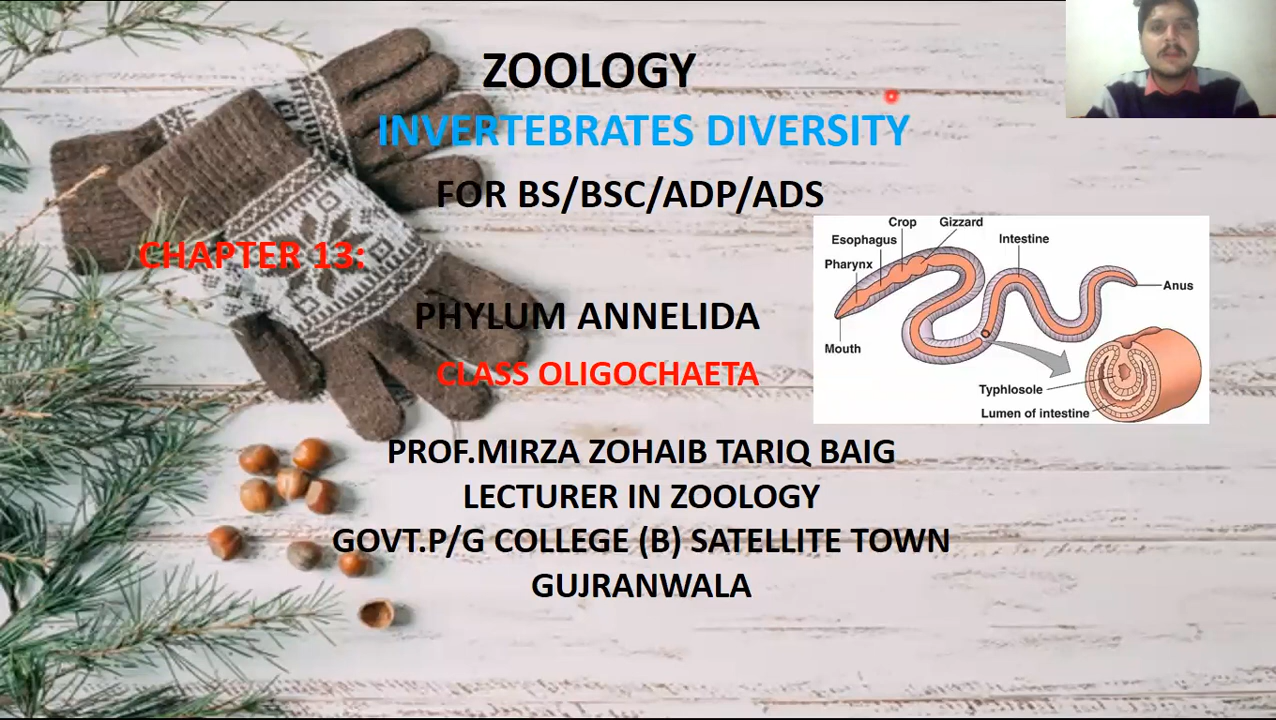 ZOOLOGY
INVERTEBRATES DIVERSITY
FOR BS/BSC/ADP/ADS
CHAPTER 13:
PHYLUM ANNELIDA
CLASS OLIGOCHAETA
Crop
Gizzard
Esophagus
Intestine
Pharynx
Anus
Mouth
Typhlosole
Lumen of intestine
PROF.MIRZA ZOHAIB TARIQ BAIG
LECTURER IN ZOOLOGY
GOVT.P/G COLLEGE (B) SATELLITE TOWN
GUJRANWALA